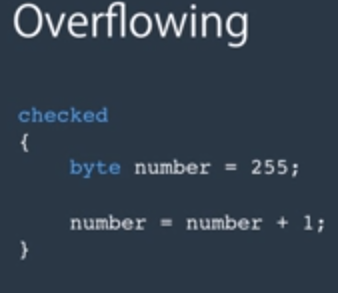 Overflowing
checked
{
    byte number = 255;
    number = number + 1;
}